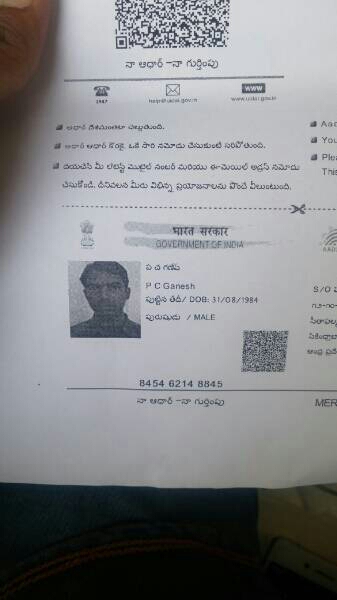 నా ఆధార్ -నా గుర్తింపు
1947
help@uidai.gov.in
www.uidai.gov.in
ఆధార్ దేశమంతటా చెల్లుతుంది.
ఆధార్ ఆధార్ కొరకై, ఒకే సారి నమోదు చేసుకుంటే సరిపోతుంది.
దయచేసి మీ లేటెస్ట్ మొబైల్ నంబర్ మరియు ఈ-మెయిల్ అడ్రస్ నమోదు
చేసుకోండి. దీనివలన మీరు విభిన్న ప్రయోజనాలను పొందే వీలుంటుంది.
Aad
You
Plea
This
भारत सरकार
GOVERNMENT OF INDIA
AAD
పి చ గణేష్
P C Ganesh
పుట్టిన తేదీ/ DOB: 31/08/1984
పురుషుడు / MALE
S/O
8454 6214 8845
నా ఆధార్ -నా గుర్తింపు
MER